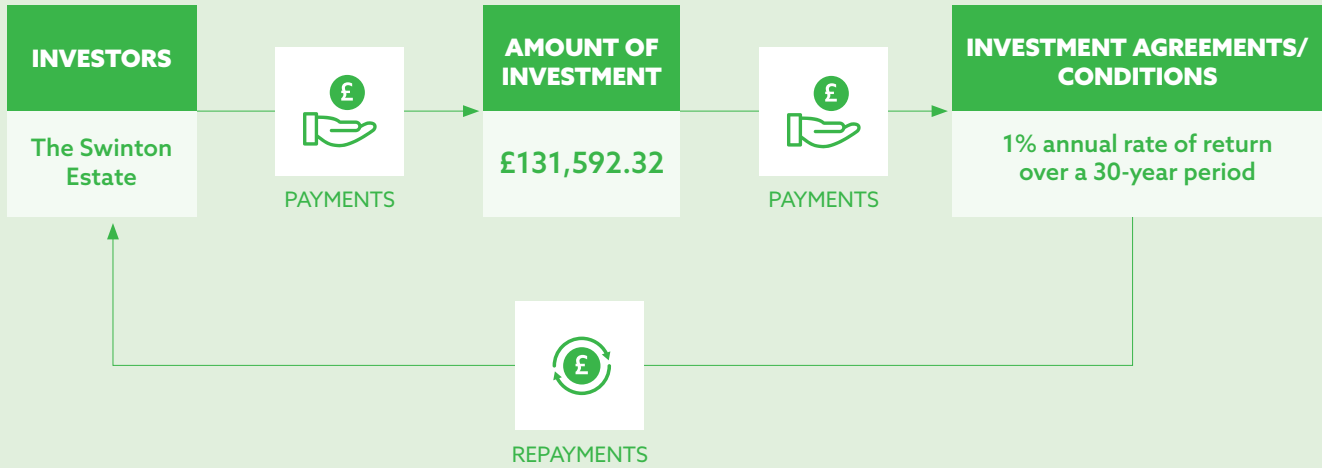 INVESTORS
The Swinton
Estate
£
PAYMENTS
AMOUNT OF
INVESTMENT
£131,592.32
£
PAYMENTS
INVESTMENT AGREEMENTS/
CONDITIONS
1% annual rate of return
over a 30-year period
£
REPAYMENTS